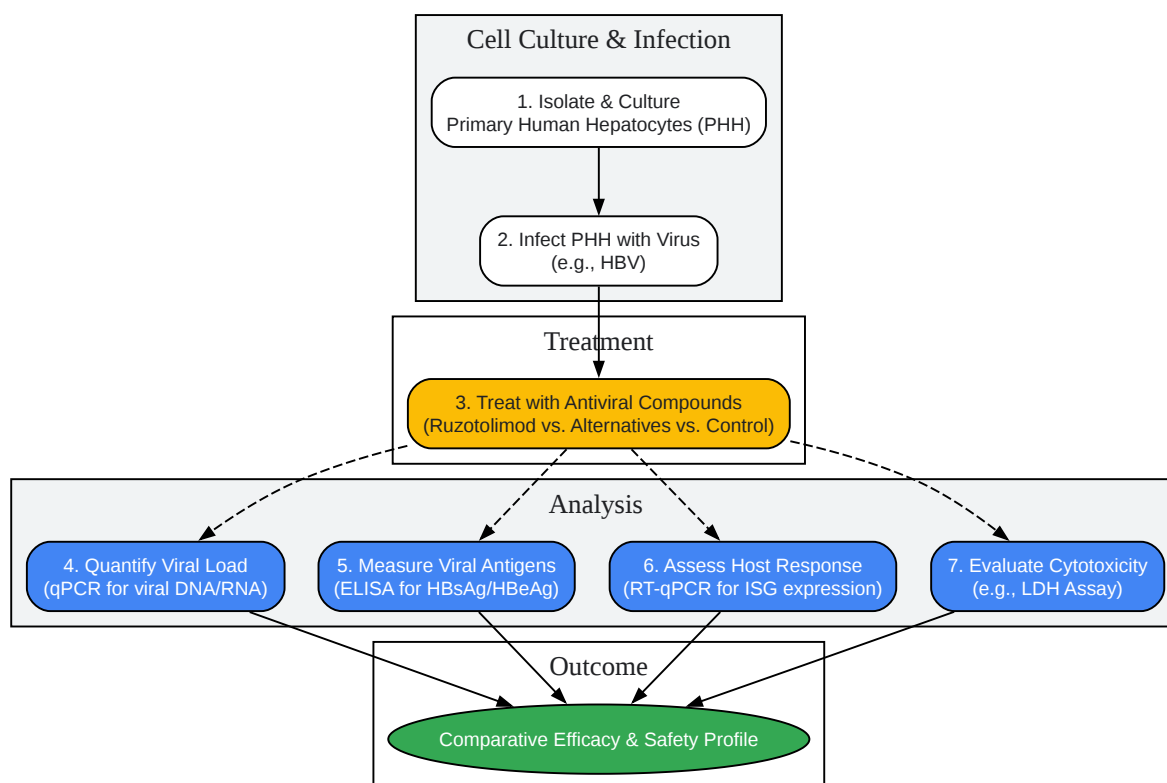 Cell Culture & Infection
1. Isolate & Culture
Primary Human Hepatocytes (PHH)
2. Infect PHH with Virus
(e.g., HBV)
Treatment
3. Treat with Antiviral Compounds
(Ruzotolimod vs. Alternatives vs. Control)
Analysis
4. Quantify Viral Load
(qPCR for viral DNA/RNA)
5. Measure Viral Antigens
(ELISA for HBsAg/HBeAg)
6. Assess Host Response
(RT-qPCR for ISG expression)
7. Evaluate Cytotoxicity
(e.g., LDH Assay)
Outcome
Comparative Efficacy & Safety Profile